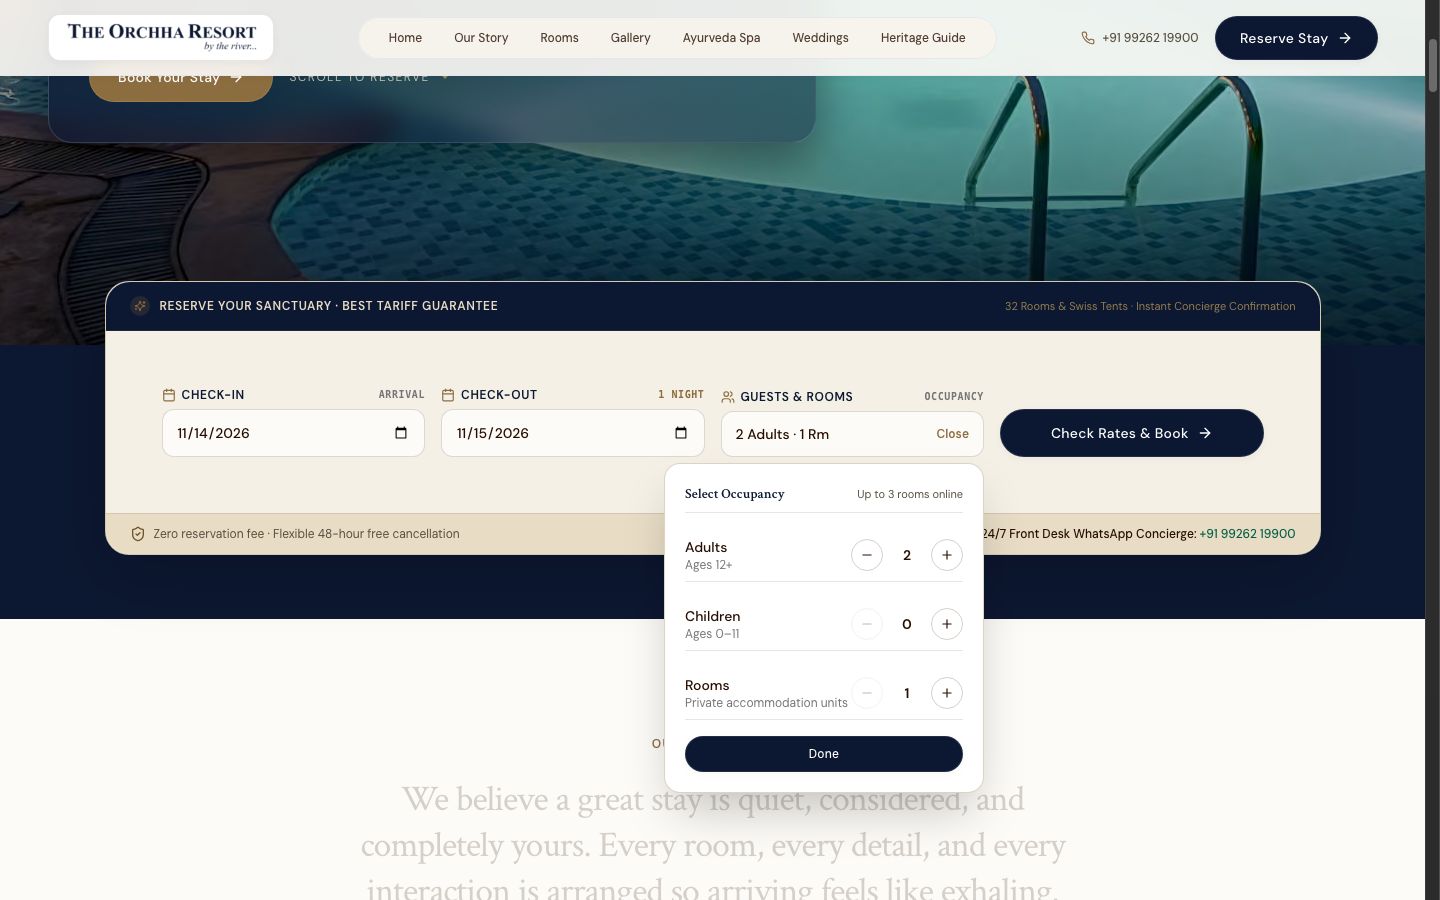 THE ORCHHA RESORT
by the river...
Home
Our Story
Rooms
Gallery
Ayurveda Spa
Weddings
Heritage Guide
+91 99262 19900
Reserve Stay
Book Your Stay
SCROLL TO RESERVE
RESERVE YOUR SANCTUARY · BEST TARIFF GUARANTEE
32 Rooms & Swiss Tents · Instant Concierge Confirmation
CHECK-IN
ARRIVAL
CHECK-OUT
1 NIGHT
GUESTS & ROOMS
OCCUPANCY
11/14/2026
11/15/2026
2 Adults · 1 Rm
Close
Check Rates & Book
Select Occupancy
Up to 3 rooms online
Zero reservation fee · Flexible 48-hour free cancellation
24/7 Front Desk WhatsApp Concierge: +91 99262 19900
Adults
Ages 12+
2
Children
Ages 0–11
0
Rooms
Private accommodation units
1
Done
We believe a great stay is quiet, considered, and
completely yours. Every room, every detail, and every
interaction is arranged so arriving feels like exhaling.